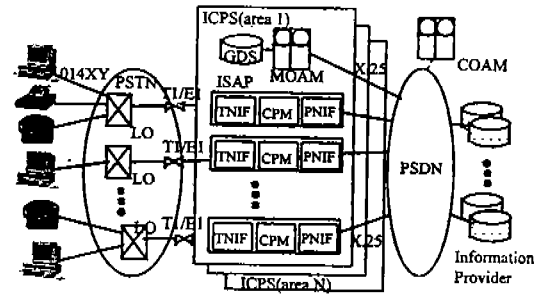 ICPS(area 1)
GDS
MOAM
X.25
COAM
014XY
PSTN
T1/E1
ISAP
TNIF CPM PNIF
LO
T1/E1
TNIF CPM PNIF
LO
PSDN
T1/E1
LO
TNIF CPM PNIF
X.25
Information
Provider
ICPS(area N)